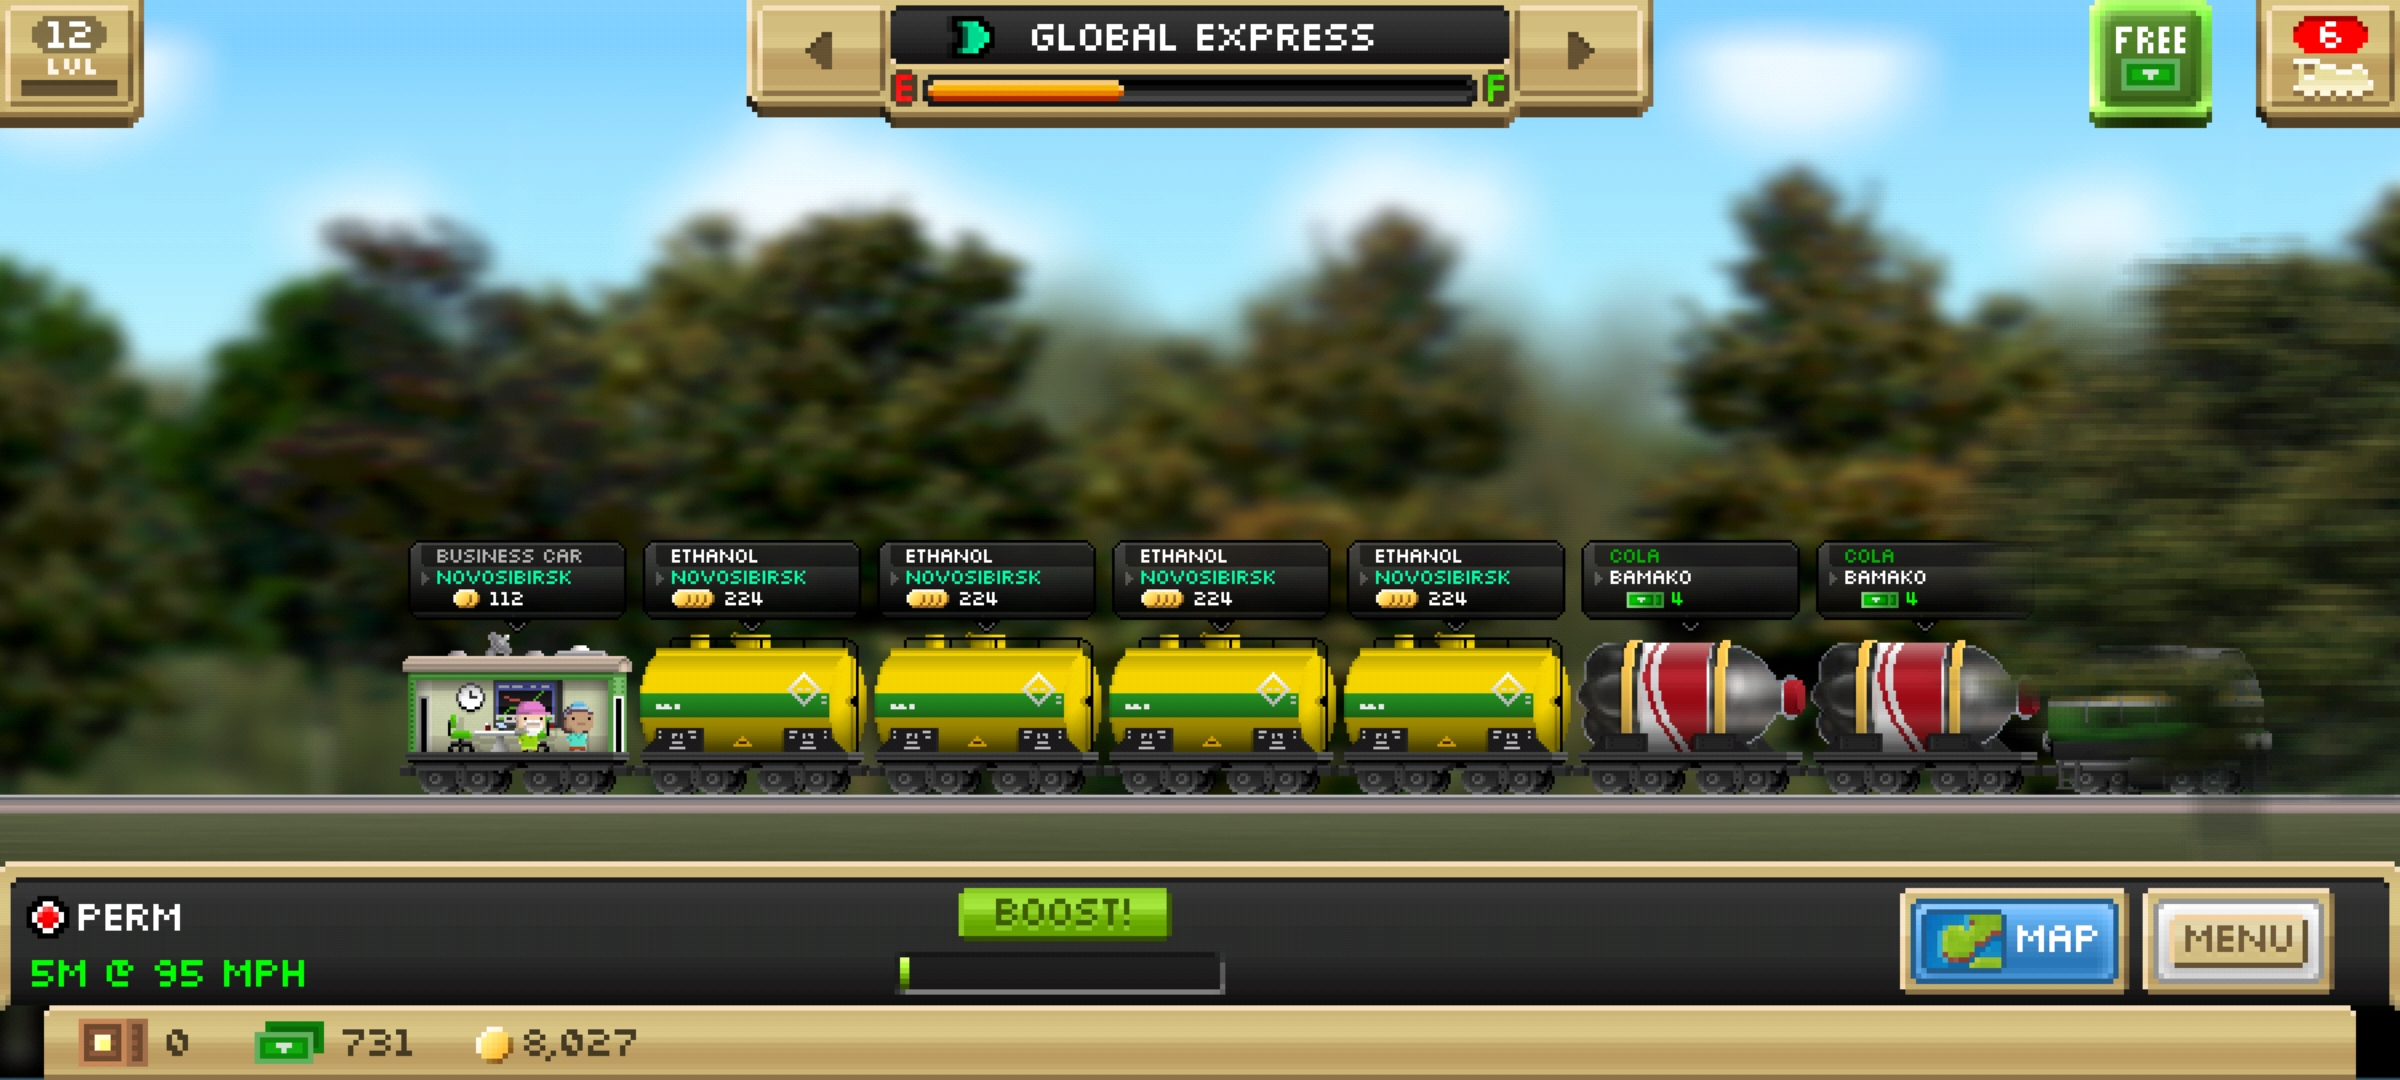 12
LVL
GLOBAL EXPRESS
E
F
FREE
6
BUSINESS CAR
NOVOSIBIRSK
112
ETHANOL
NOVOSIBIRSK
224
ETHANOL
NOVOSIBIRSK
224
ETHANOL
NOVOSIBIRSK
224
ETHANOL
NOVOSIBIRSK
224
COLA
BAMAKO
4
COLA
BAMAKO
4
PERM
5M @ 95 MPH
BOOST!
MAP
MENU
0
731
8,027